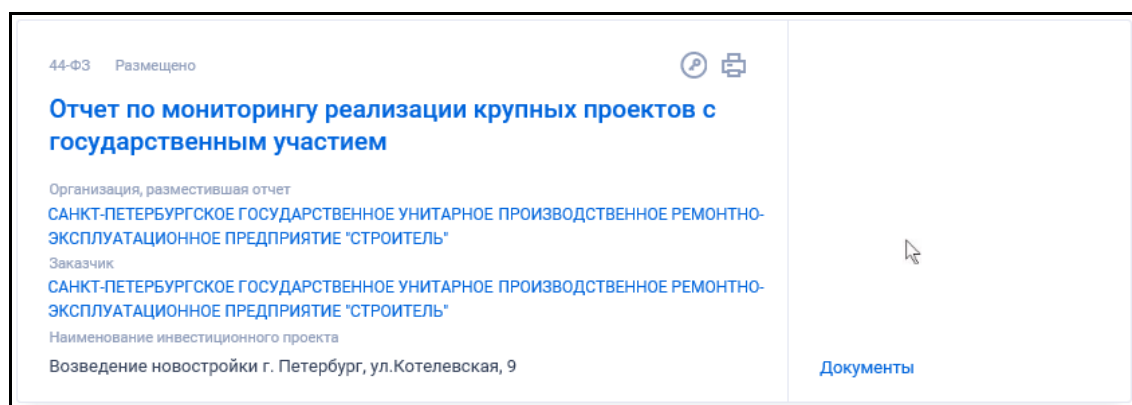 44-ФЗ Размещено
Отчет по мониторингу реализации крупных проектов с
государственным участием
Организация, разместившая отчет
САНКТ-ПЕТЕРБУРГСКОЕ ГОСУДАРСТВЕННОЕ УНИТАРНОЕ ПРОИЗВОДСТВЕННОЕ РЕМОНТНО-
ЭКСПЛУАТАЦИОННОЕ ПРЕДПРИЯТИЕ "СТРОИТЕЛЬ"
Заказчик
САНКТ-ПЕТЕРБУРГСКОЕ ГОСУДАРСТВЕННОЕ УНИТАРНОЕ ПРОИЗВОДСТВЕННОЕ РЕМОНТНО-
ЭКСПЛУАТАЦИОННОЕ ПРЕДПРИЯТИЕ "СТРОИТЕЛЬ"
Наименование инвестиционного проекта
Возведение новостройки г. Петербург, ул.Котелевская, 9
Документы